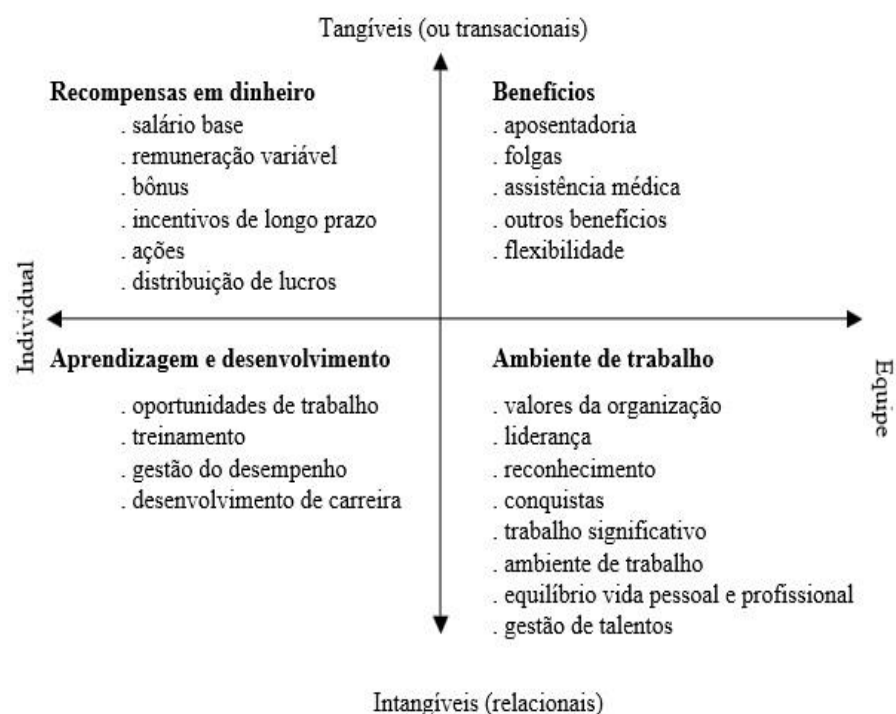 Tangíveis (ou transacionais)
Recompensas em dinheiro
. salário base
. remuneração variável
. bônus
. incentivos de longo prazo
. ações
. distribuição de lucros
Benefícios
. aposentadoria
. folgas
. assistência médica
. outros benefícios
. flexibilidade
Individual
Equipe
Aprendizagem e desenvolvimento
. oportunidades de trabalho
. treinamento
. gestão do desempenho
. desenvolvimento de carreira
Ambiente de trabalho
. valores da organização
. liderança
. reconhecimento
. conquistas
. trabalho significativo
. ambiente de trabalho
. equilíbrio vida pessoal e profissional
. gestão de talentos
Intangíveis (relacionais)